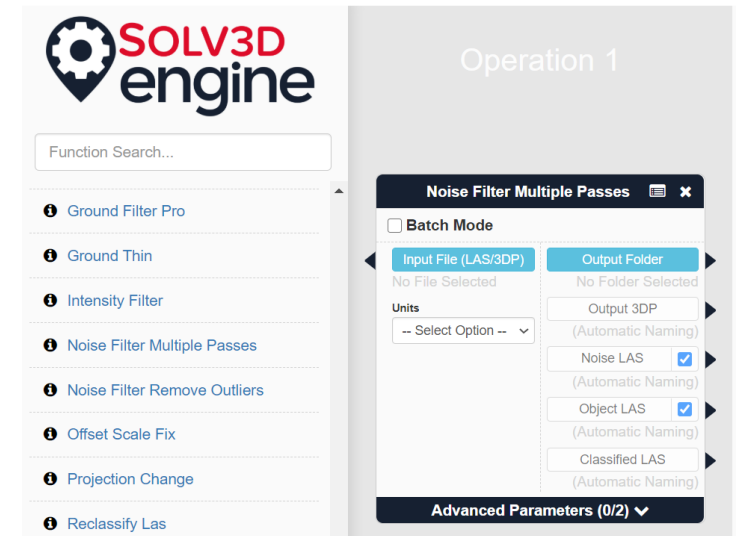 SOLV3D
engine
Function Search...
Ground Filter Pro
Ground Thin
Intensity Filter
Noise Filter Multiple Passes
Noise Filter Remove Outliers
Offset Scale Fix
Projection Change
Reclassify Las
Operation 1
Noise Filter Multiple Passes
Batch Mode
Input File (LAS/3DP)
No File Selected
Units
-- Select Option --
Output Folder
No Folder Selected
Output 3DP
(Automatic Naming)
Noise LAS
(Automatic Naming)
Object LAS
(Automatic Naming)
Classified LAS
(Automatic Naming)
Advanced Parameters (0/2)